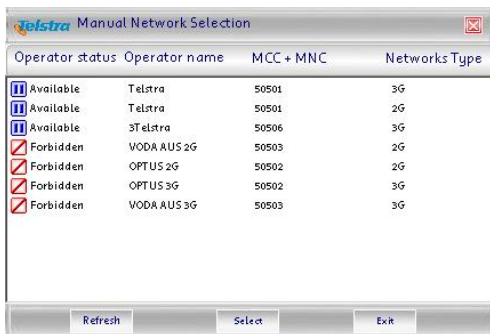 Telstra Manual Network Selection
Operator status Operator name MCC + MNC Networks Type
Available Telstra 50501 3G
Available Telstra 50501 2G
Available 3Telstra 50506 3G
Forbidden VODA AUS 2G 50503 2G
Forbidden OPTUS 2G 50502 2G
Forbidden OPTUS 3G 50502 3G
Forbidden VODA AUS 3G 50503 3G
Refresh Select Exit